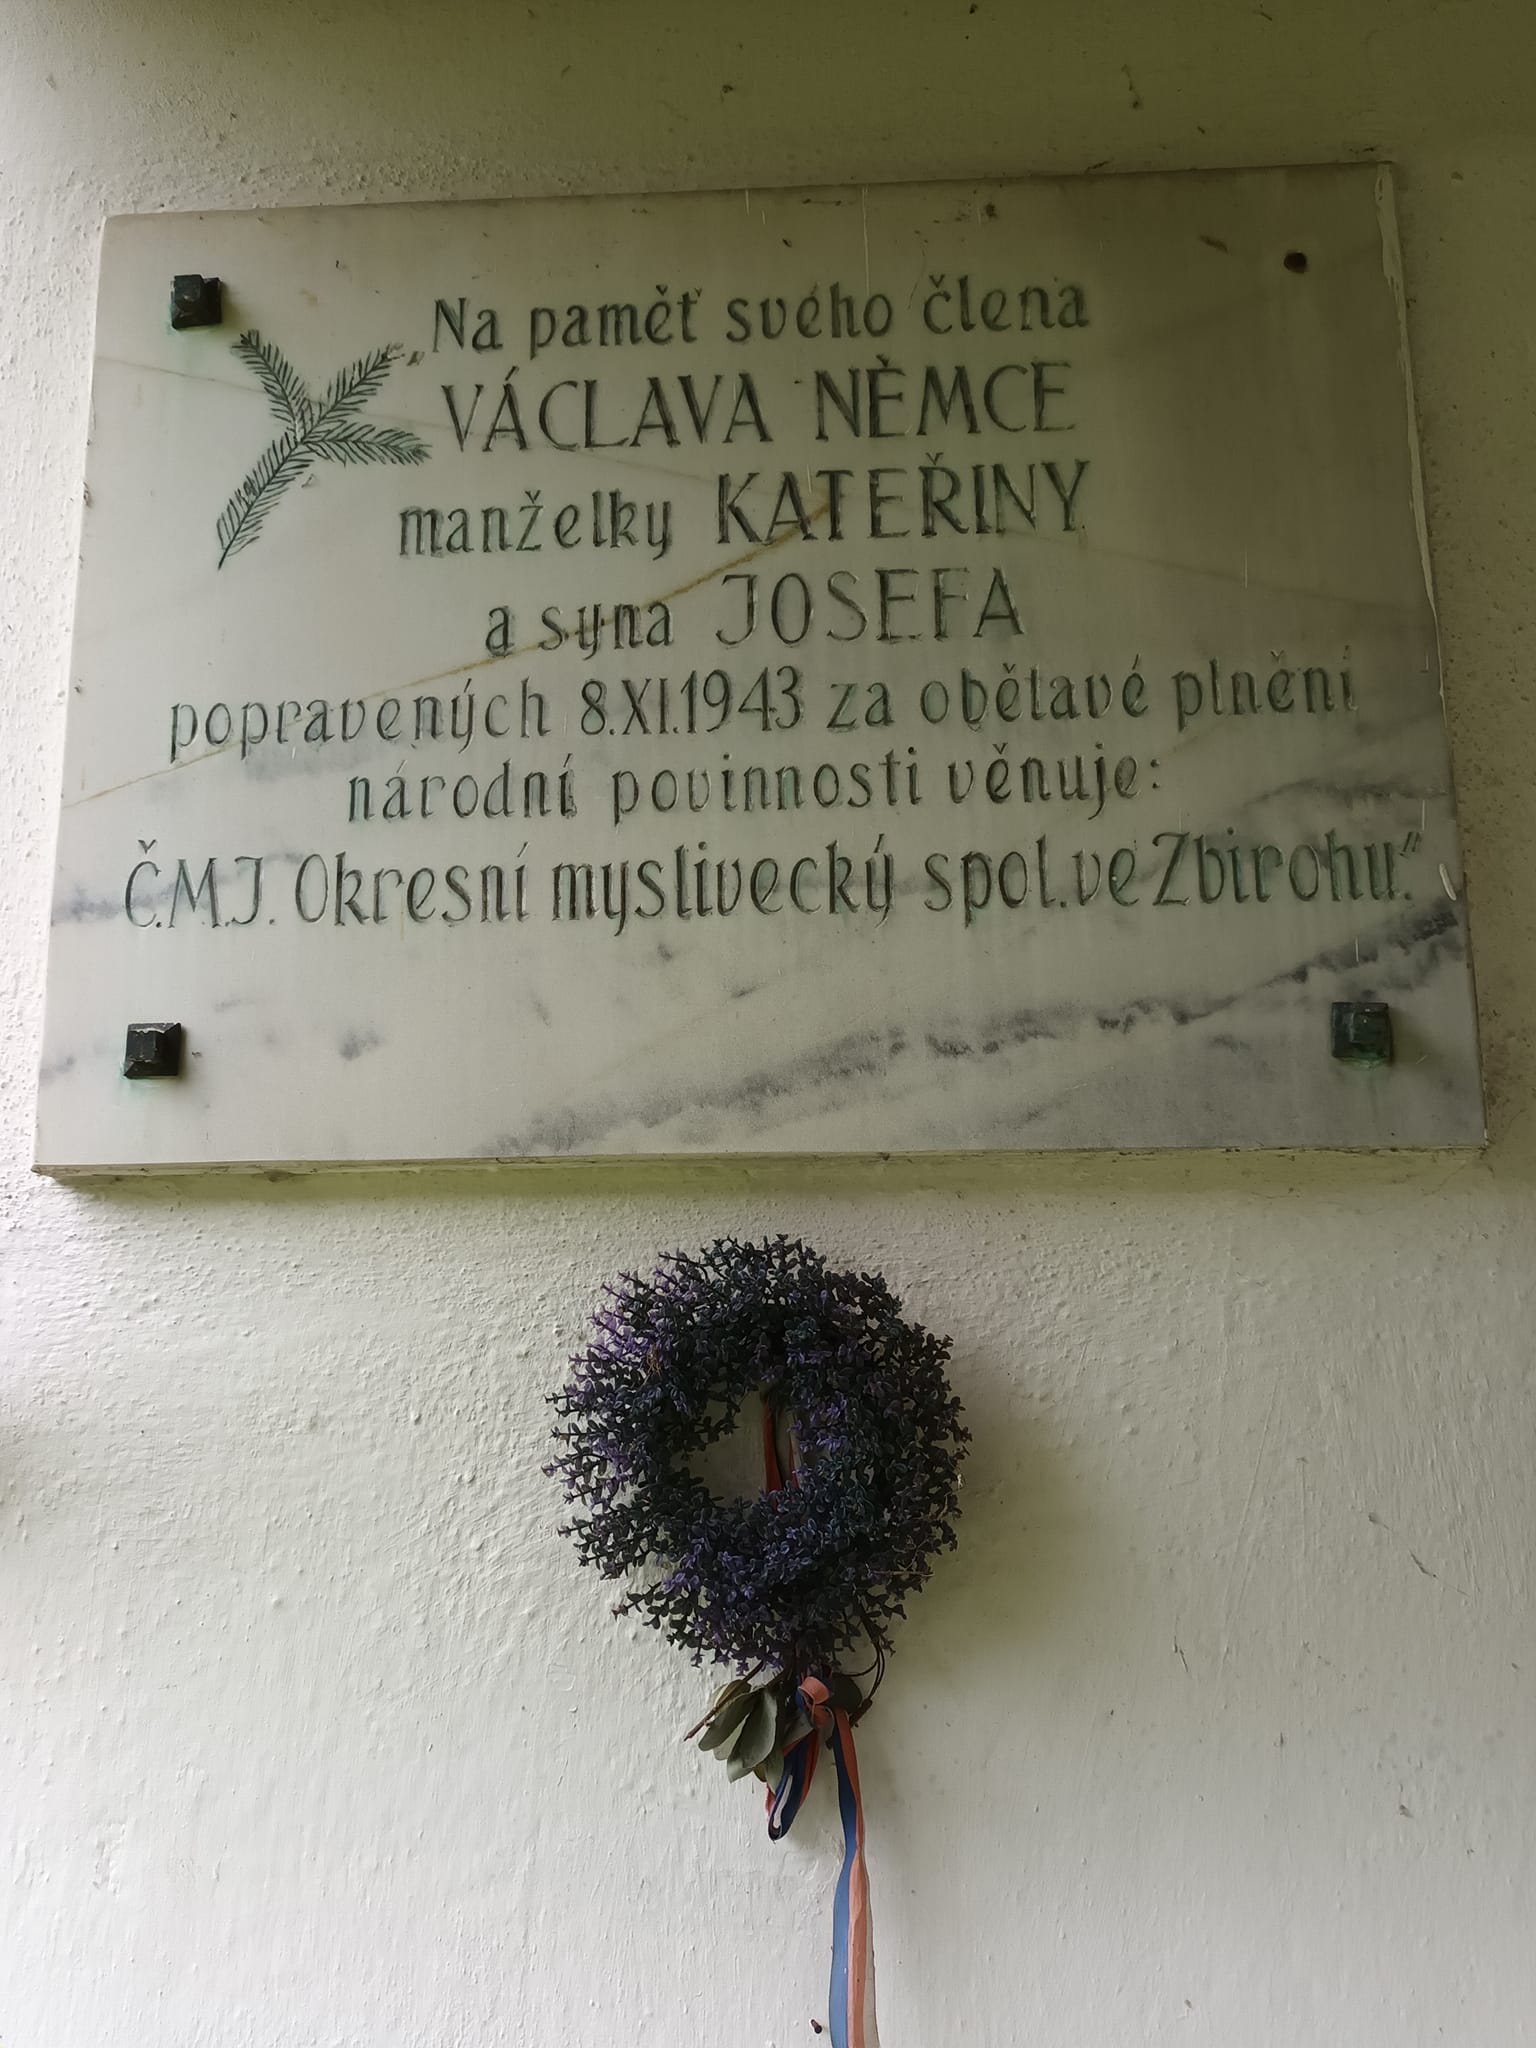 Na paměť svého člena
VÁCLAVA NĚMCE
manželky KATEŘINY
a syna JOSEFA
popravených 8.XI.1943 za obětavé plnění
národní povinnosti věnuje:
Č.M.J. Okresní myslivecký spol. ve Zbirohu."